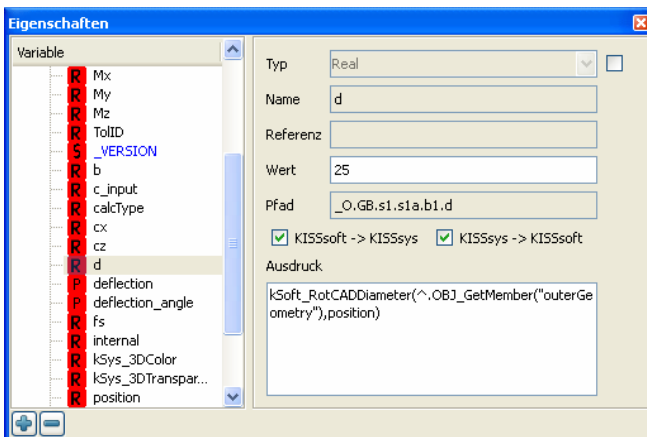 Eigenschaften
Variable
R Mx
R My
R Mz
R TolID
S _VERSION
R b
R c_input
R calcType
R cx
R cz
R d
P deflection
P deflection_angle
R fs
R internal
R kSys_3DColor
R kSys_3DTranspar...
R position
Typ Real
Name d
Referenz
Wert 25
Pfad _O.GB.s1.s1a.b1.d
KISSsoft -> KISSsys KISSsys -> KISSsoft
Ausdruck
kSoft_RotCADDiameter(^.OBJ_GetMember("outerGe
ometry"),position)